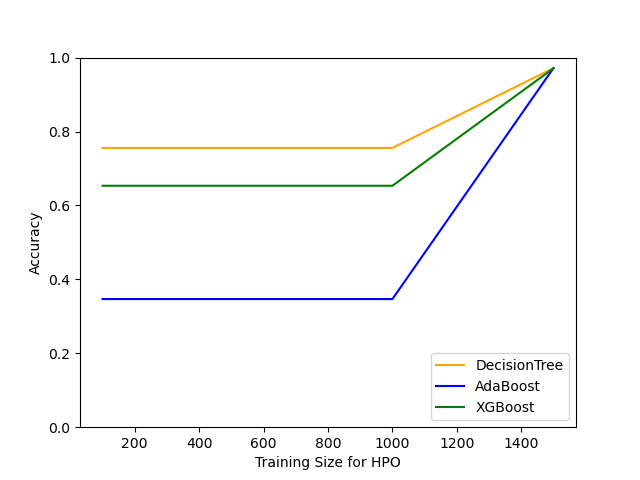 1.0
0.8
0.6
0.4
0.2
0.0
Accuracy
200 400 600 800 1000 1200 1400
Training Size for HPO
DecisionTree
AdaBoost
XGBoost